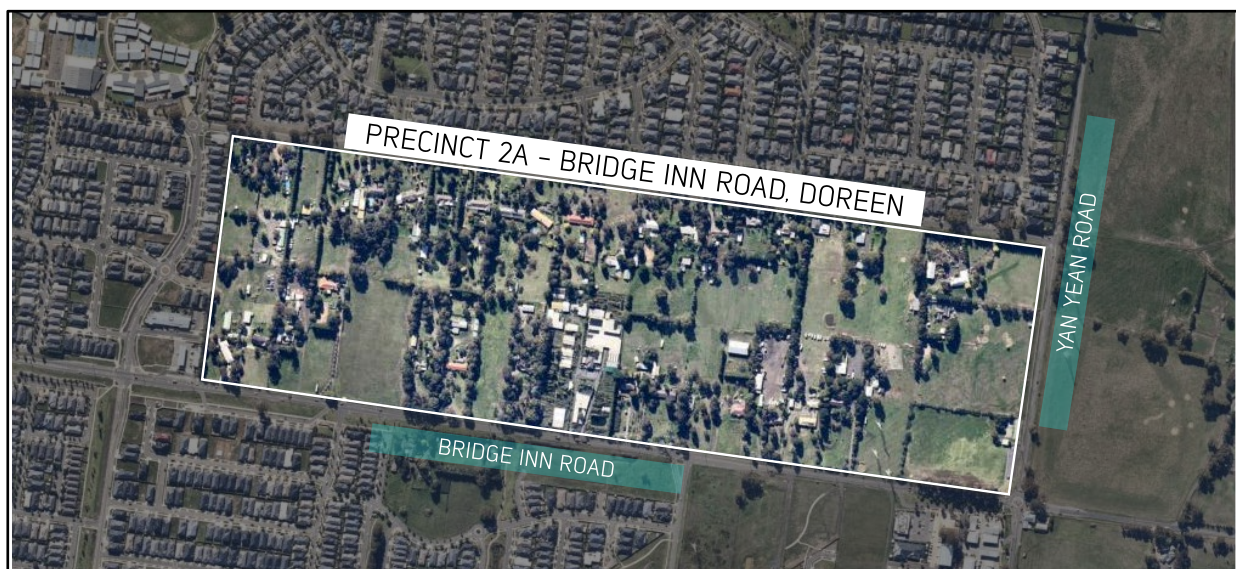 PRECINCT 2A – BRIDGE INN ROAD, DOREEN
YAN YEAN ROAD
BRIDGE INN ROAD